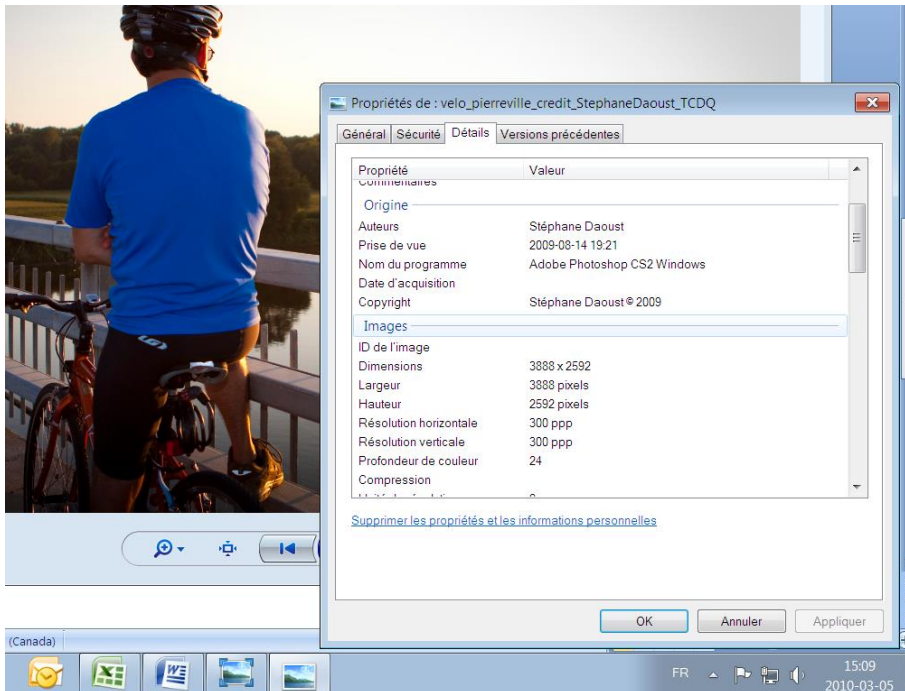 Propriétés de : velo_pierreville_credit_StephaneDaoust_TCDQ
Général Sécurité Détails Versions précédentes
Propriété Valeur
Commentaires
Origine
Auteurs Stéphane Daoust
Prise de vue 2009-08-14 19:21
Nom du programme Adobe Photoshop CS2 Windows
Date d'acquisition
Copyright Stéphane Daoust © 2009
Images
ID de l'image
Dimensions 3888 x 2592
Largeur 3888 pixels
Hauteur 2592 pixels
Résolution horizontale 300 ppp
Résolution verticale 300 ppp
Profondeur de couleur 24
Compression
Supprimer les propriétés et les informations personnelles
OK Annuler Appliquer
(Canada)
FR 15:09
2010-03-05